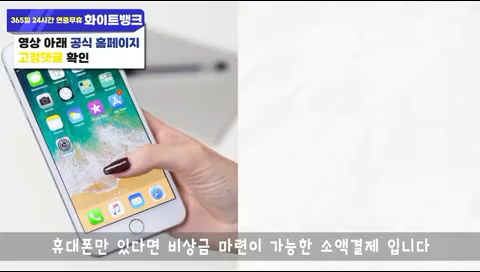 365일 24시간 연중무휴 화이트뱅크
영상 아래 공식 홈페이지
고정댓글 확인
휴대폰만 있다면 비상금 마련이 가능한 소액결제 입니다